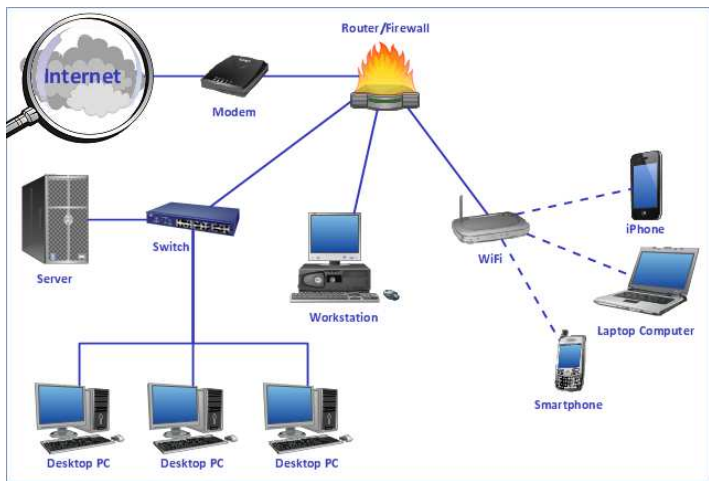 Router/Firewall
Internet
Modem
Switch
Server
Workstation
WiFi
iPhone
Laptop Computer
Smartphone
Desktop PC
Desktop PC
Desktop PC